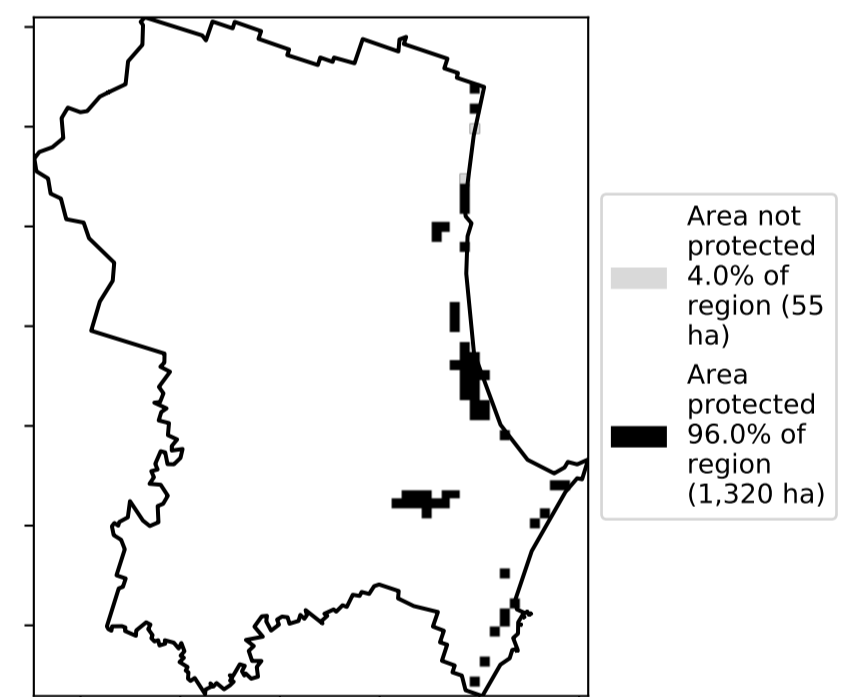 Area not
protected
4.0% of
region (55
ha)
Area
protected
96.0% of
region
(1,320 ha)